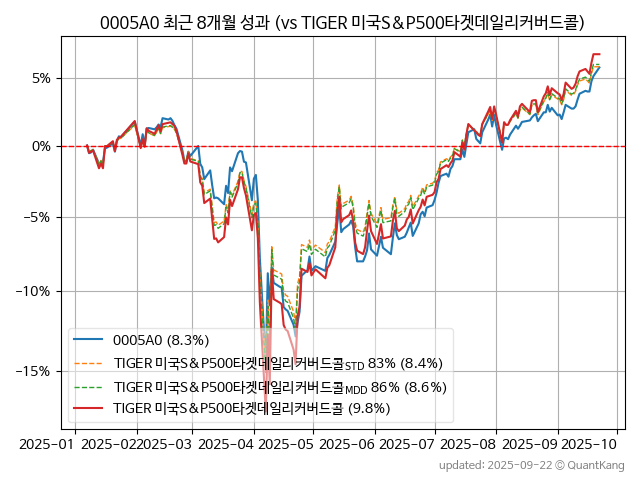 0005A0 최근 8개월 성과 (vs TIGER 미국S&P500타겟데일리커버드콜)
5%
0%
−5%
−10%
−15%
0005A0 (8.3%)
TIGER 미국S&P500타겟데일리커버드콜STD 83% (8.4%)
TIGER 미국S&P500타겟데일리커버드콜MDD 86% (8.6%)
TIGER 미국S&P500타겟데일리커버드콜 (9.8%)
2025-01 2025-02 2025-03 2025-04 2025-05 2025-06 2025-07 2025-08 2025-09 2025-10
updated: 2025-09-22 © QuantKang